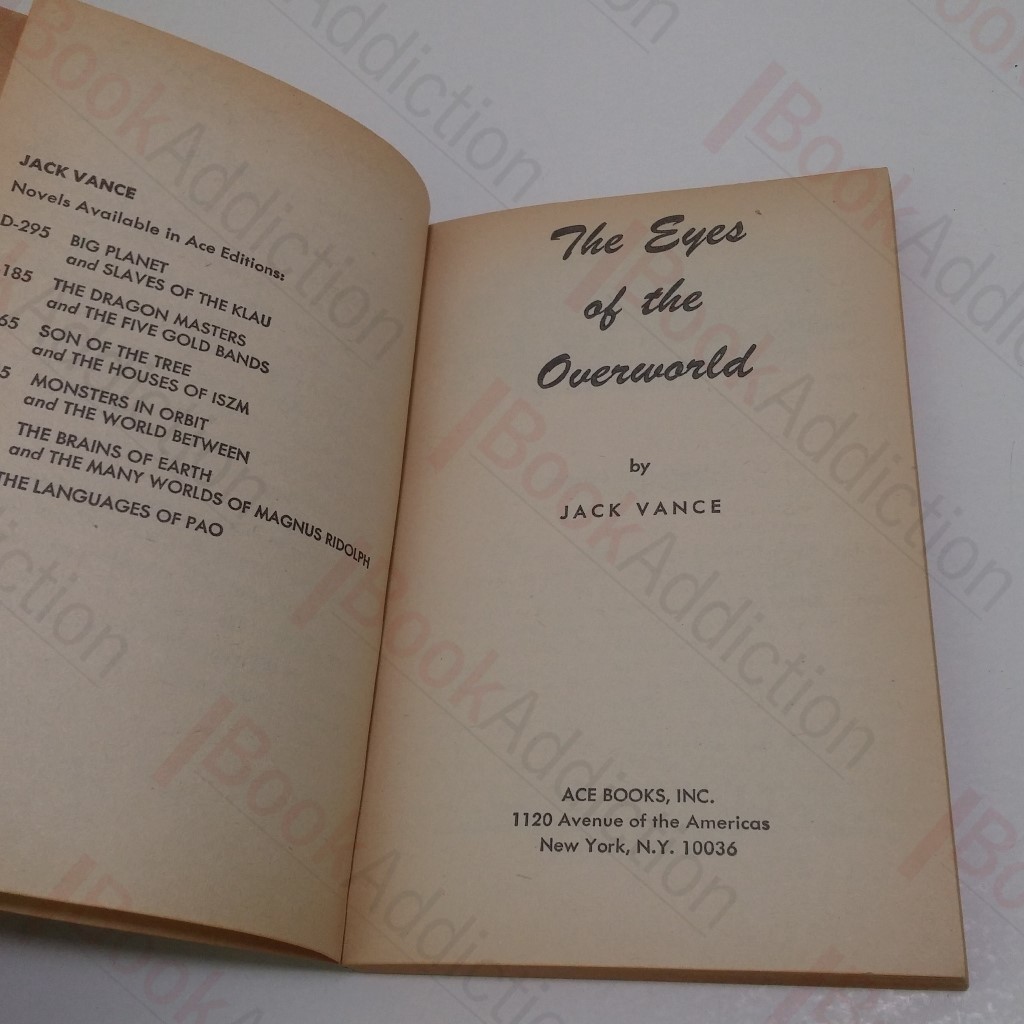 JACK VANCE
Novels Available in Ace Editions:
D-295 BIG PLANET
and SLAVES OF THE KLAU
185 THE DRAGON MASTERS
and THE FIVE GOLD BANDS
65 SON OF THE TREE
and THE HOUSES OF ISZM
5 MONSTERS IN ORBIT
and THE WORLD BETWEEN
THE BRAINS OF EARTH
and THE MANY WORLDS OF MAGNUS RIDOLPH
THE LANGUAGES OF PAO
The Eyes
of the
Overworld
by
JACK VANCE
ACE BOOKS, INC.
1120 Avenue of the Americas
New York, N.Y. 10036
BookAddiction